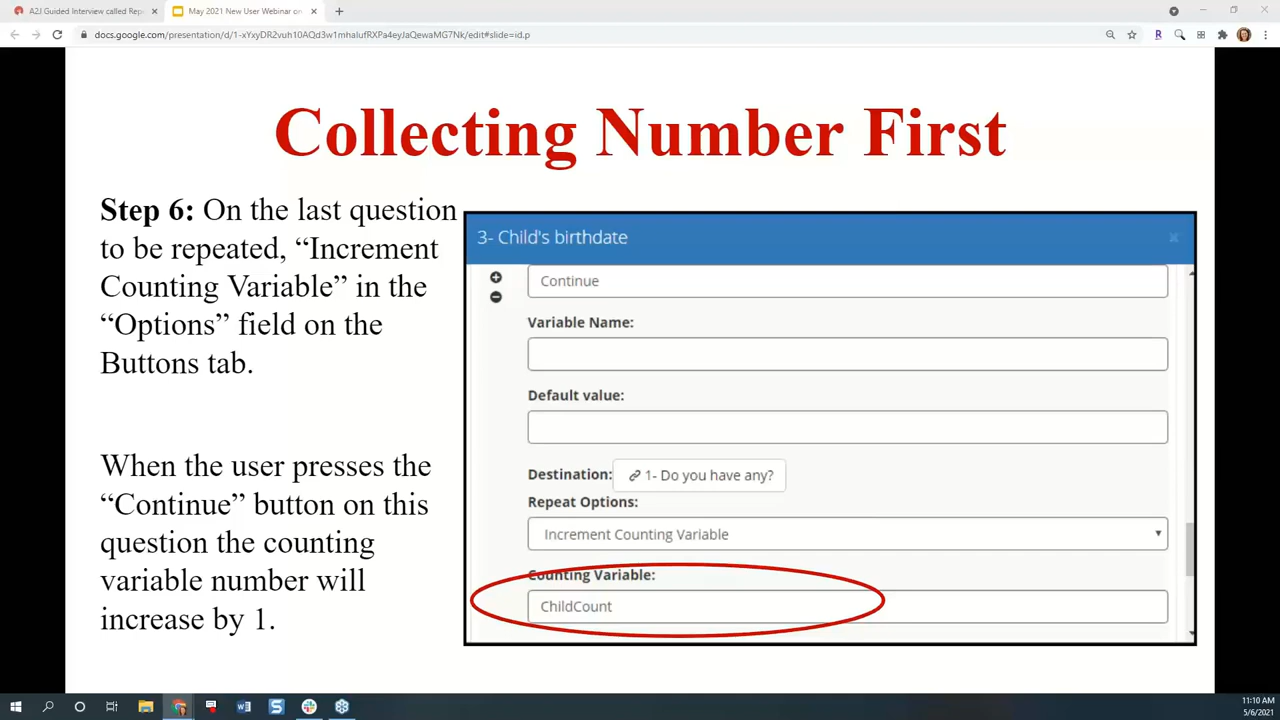 A2J Guided Interview called Rep
May 2021 New User Webinar on
docs.google.com/presentation/d/1-xYxyDR2vuh10AQd3w1mhaIufRXPa4eyJaQewaMG7Nk/edit#slide=id.p
Collecting Number First
Step 6: On the last question
to be repeated, “Increment
Counting Variable” in the
“Options” field on the
Buttons tab.
When the user presses the
“Continue” button on this
question the counting
variable number will
increase by 1.
3- Child's birthdate
Continue
Variable Name:
Default value:
Destination: 1- Do you have any?
Repeat Options:
Increment Counting Variable
Counting Variable:
ChildCount
11:10 AM
5/6/2021